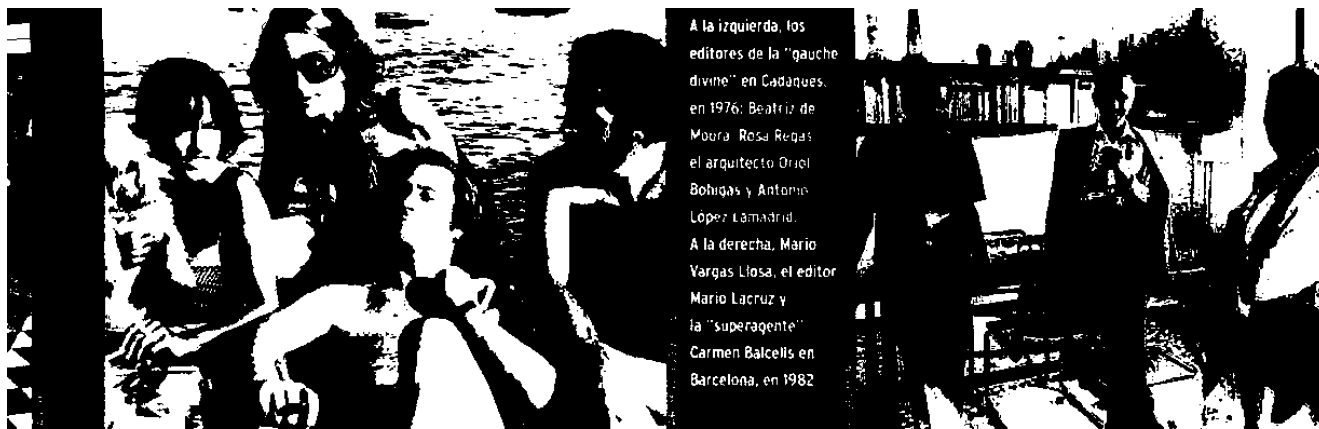 A la izquierda, los
editores de la "gauche
divine" en Cadaqués,
en 1976: Beatriz de
Moura, Rosa Regas
el arquitecto Oriol
Bohigas y Antonio
López Lamadrid.
A la derecha, Mario
Vargas Llosa, el editor
Mario Lacruz y
la "superagente"
Carmen Balcells en
Barcelona, en 1982